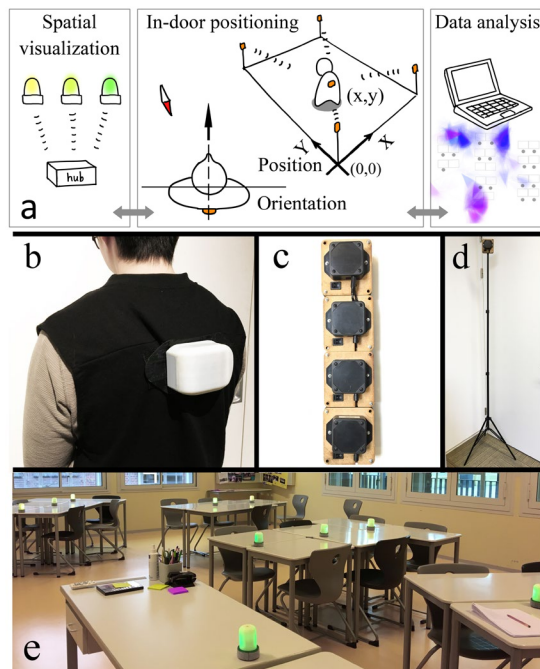 Spatial
visualization
In-door positioning
Data analysis
hub
(x,y)
Y
X
Position
(0,0)
Orientation
a
b
c
d
e